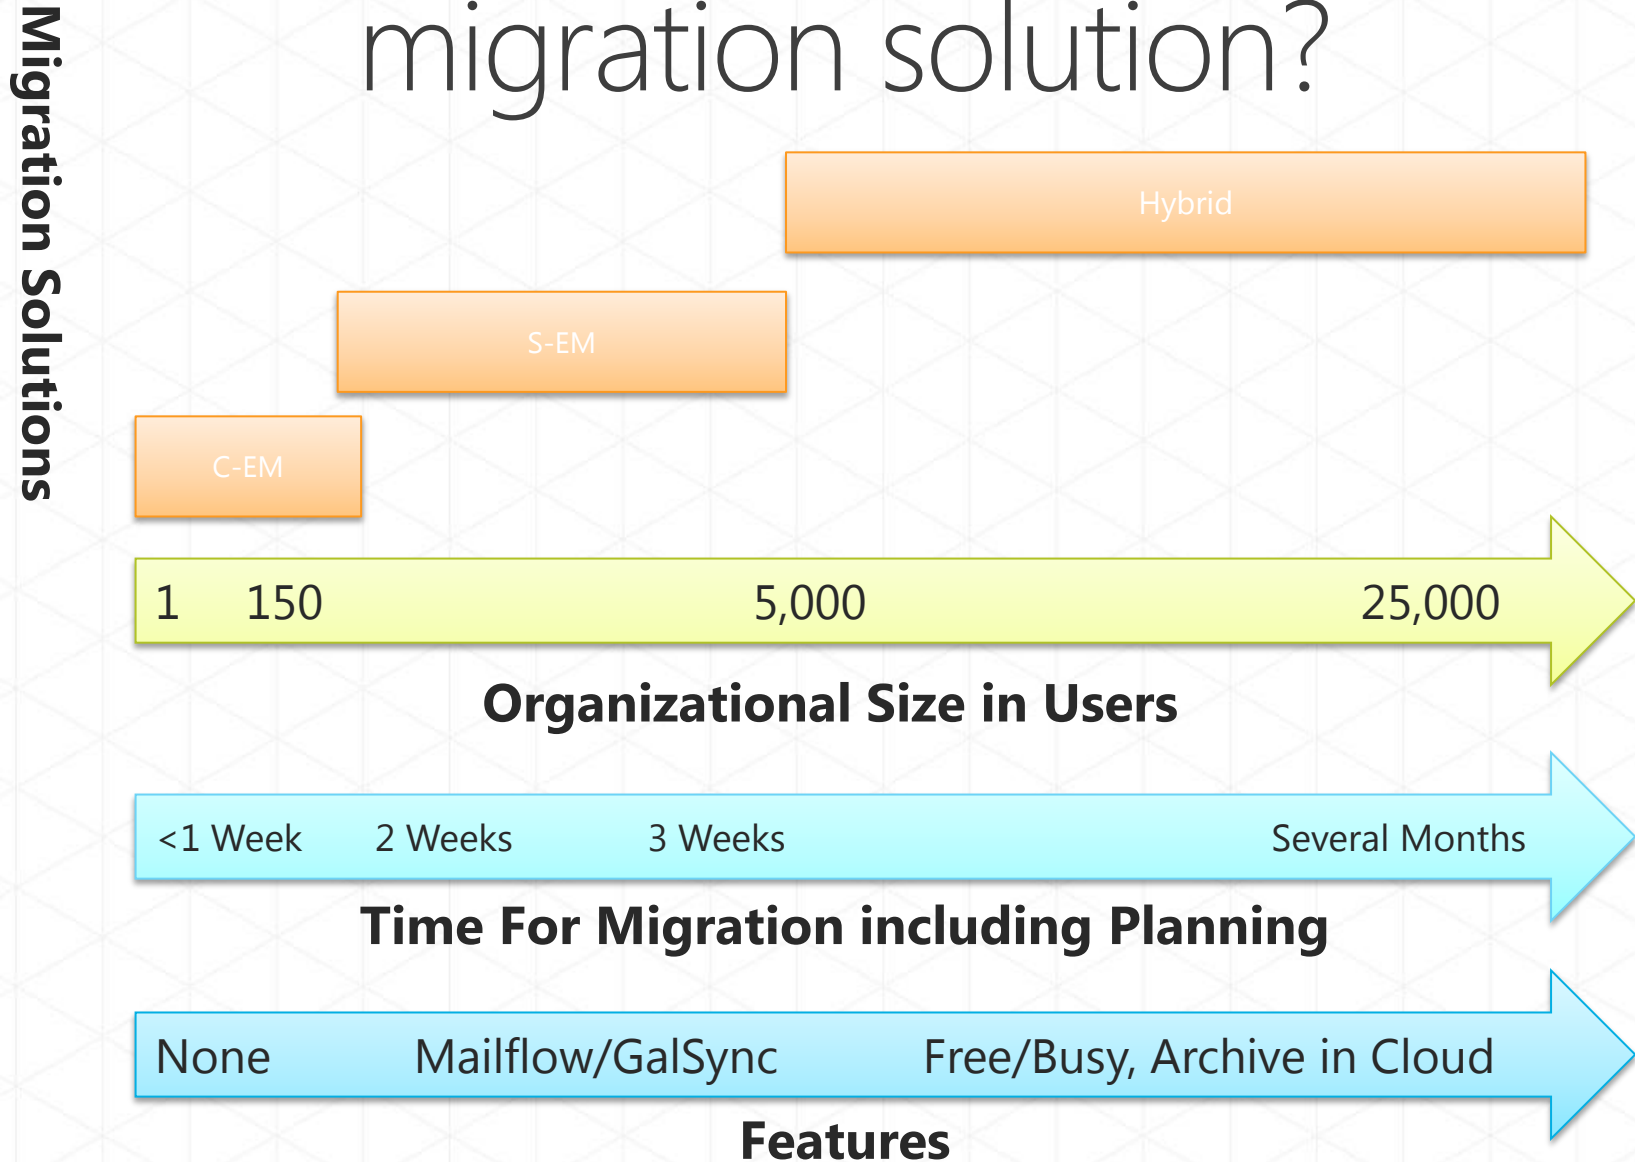 migration solution?
Migration Solutions
Hybrid
S-EM
C-EM
1 150 5,000 25,000
Organizational Size in Users
<1 Week 2 Weeks 3 Weeks Several Months
Time For Migration including Planning
None Mailflow/GalSync Free/Busy, Archive in Cloud
Features